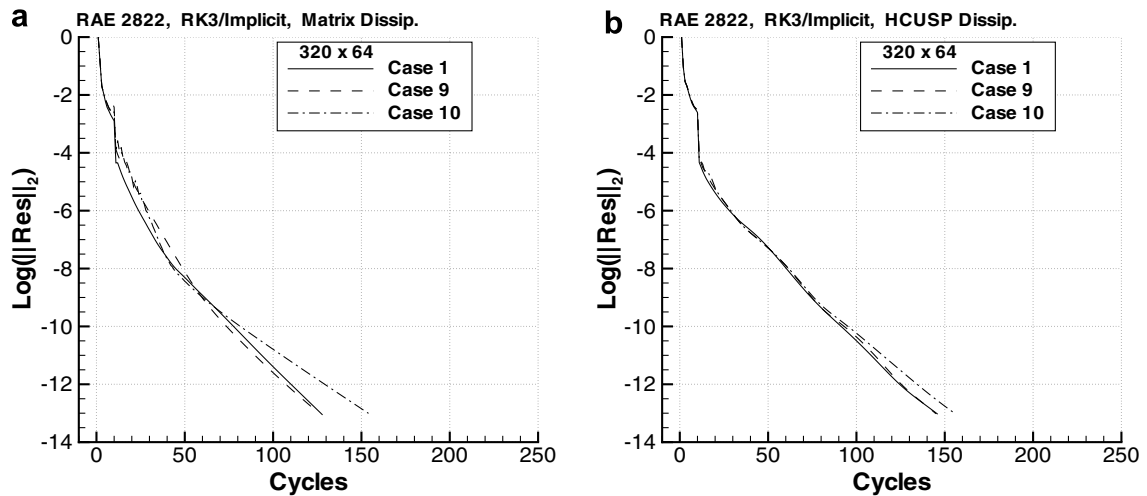 a
RAE 2822, RK3/Implicit, Matrix Dissip.
0
-2
-4
-6
-8
-10
-12
-14
Log(||Res||₂)
320 x 64
Case 1
Case 9
Case 10
0 50 100 150 200 250
Cycles
b
RAE 2822, RK3/Implicit, HCUSP Dissip.
0
-2
-4
-6
-8
-10
-12
-14
Log(||Res||₂)
320 x 64
Case 1
Case 9
Case 10
0 50 100 150 200 250
Cycles